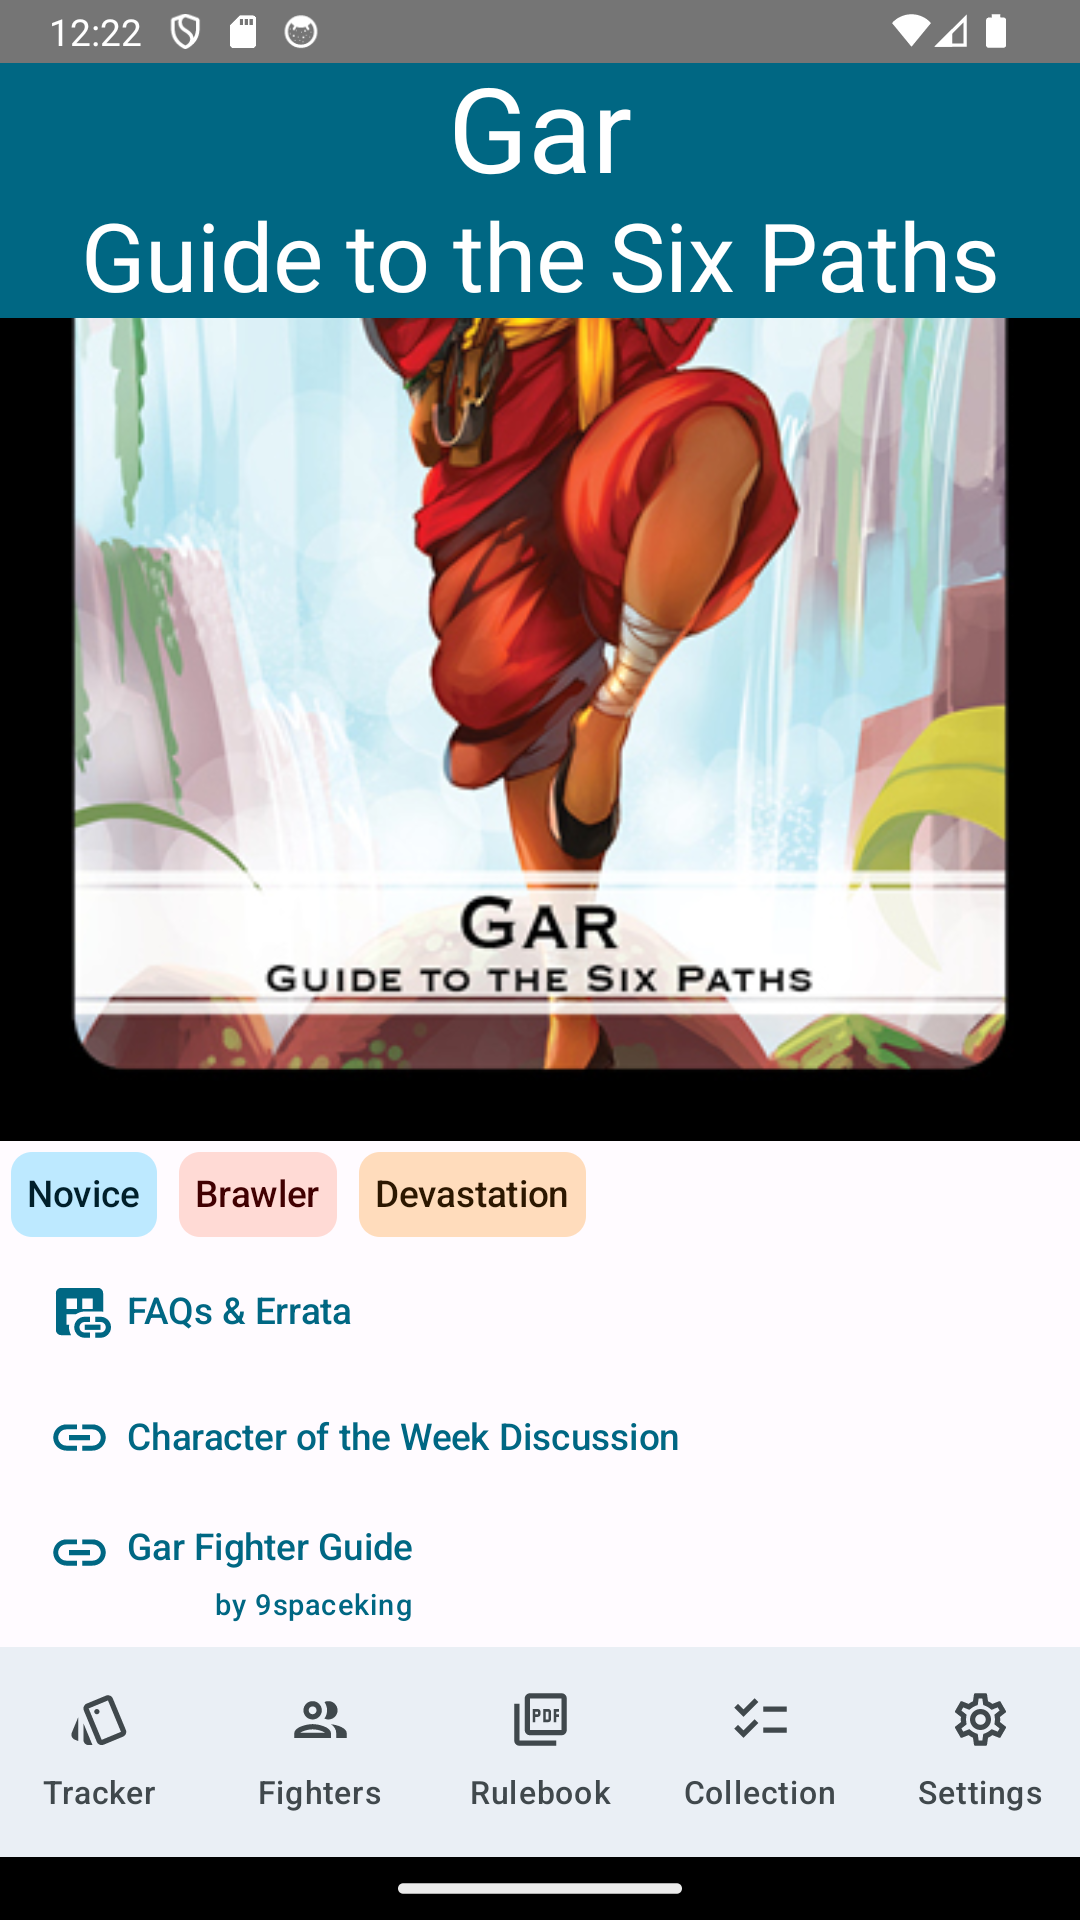 12:22
Gar
Guide to the Six Paths
GAR
GUIDE TO THE SIX PATHS
Novice
Brawler
Devastation
FAQs & Errata
Character of the Week Discussion
Gar Fighter Guide
by 9spaceking
PDF
Tracker
Fighters
Rulebook
Collection
Settings